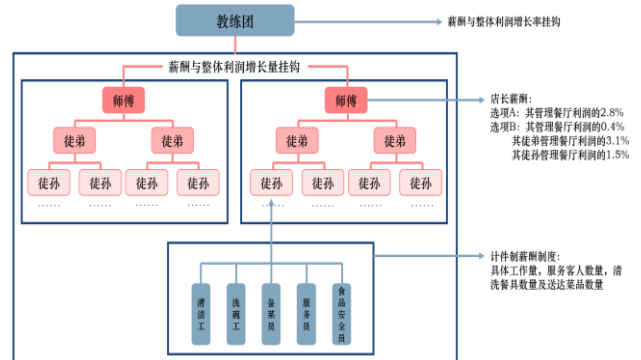 教练团
薪酬与整体利润增长率挂钩
薪酬与整体利润增长量挂钩
师傅
师傅
店长薪酬：
选项A：其管理餐厅利润的2.8%
选项B：其管理餐厅利润的0.4%
其徒弟管理餐厅利润的3.1%
其徒孙管理餐厅利润的1.5%
徒弟
徒弟
徒弟
徒弟
徒孙
徒孙
徒孙
徒孙
徒孙
徒孙
徒孙
徒孙
……
……
……
……
……
……
……
……
计件制薪酬制度：
具体工作量，服务客人数量，清
洗餐具数量及送达菜品数量
清洁工
洗碗工
备菜员
服务员
食品安全员